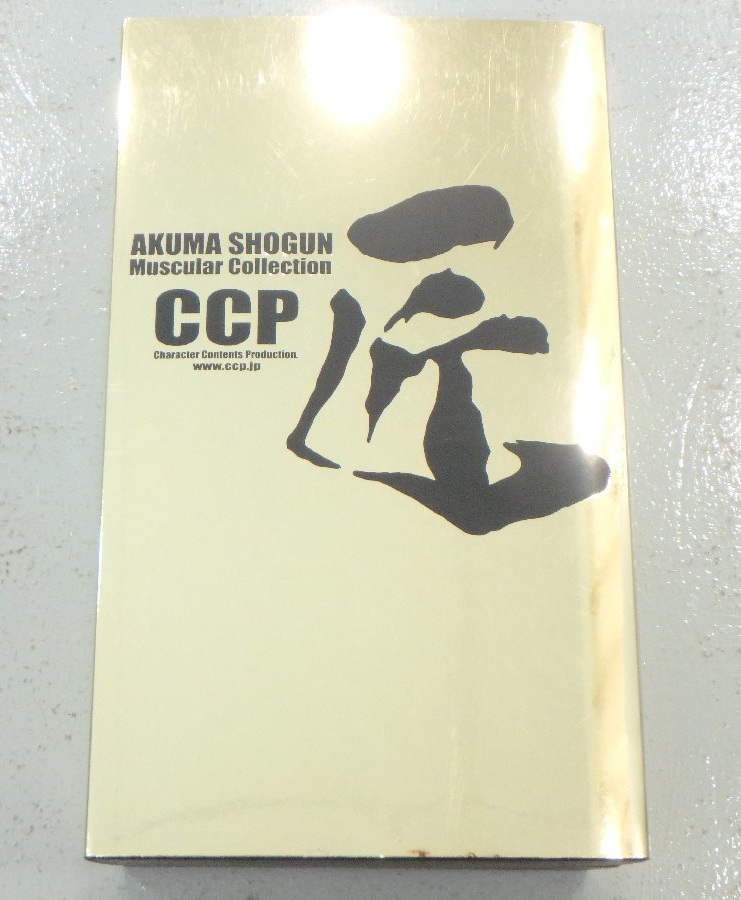 AKUMA SHOGUN
Muscular Collection
CCP
Character Contents Production.
www.ccp.jp
匠